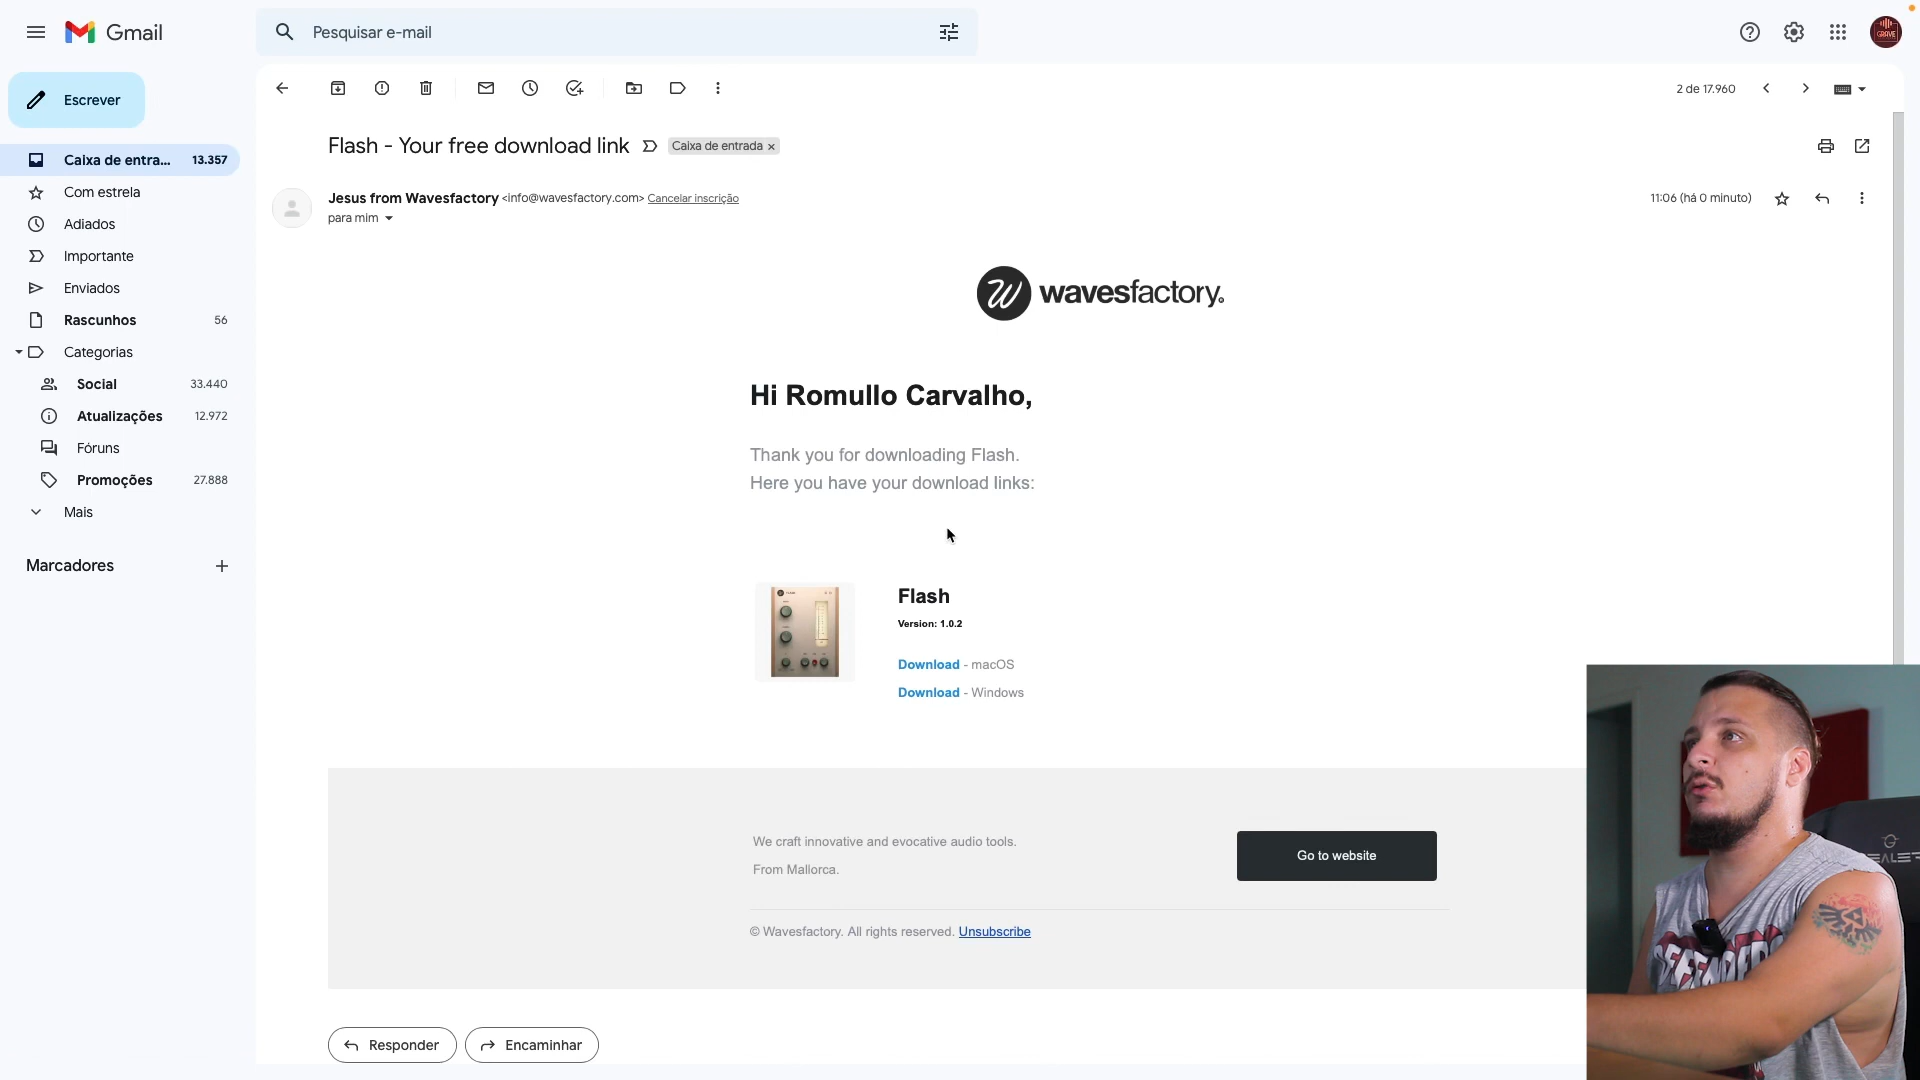 Gmail
Pesquisar e-mail
GRAVE
Escrever
2 de 17.960
Flash - Your free download link
Caixa de entrada ×
Caixa de entra... 13.357
Com estrela
Adiados
Importante
Enviados
Rascunhos 56
Categorias
Social 33.440
Atualizações 12.972
Fóruns
Promoções 27.888
Mais
Marcadores
Jesus from Wavesfactory <info@wavesfactory.com> Cancelar inscrição
11:06 (há 0 minuto)
para mim
wavesfactory.
Hi Romullo Carvalho,
Thank you for downloading Flash.
Here you have your download links:
Flash
Version: 1.0.2
Download - macOS
Download - Windows
We craft innovative and evocative audio tools.
From Mallorca.
Go to website
© Wavesfactory. All rights reserved. Unsubscribe
Responder
Encaminhar